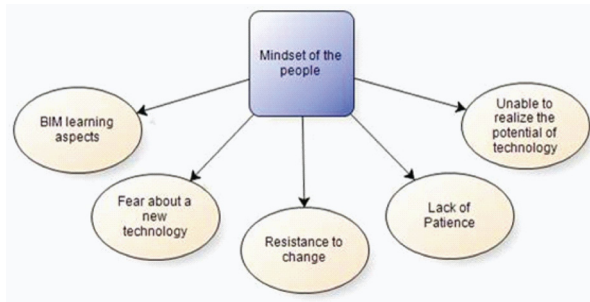 Mindset of the
people
BIM learning
aspects
Fear about a
new
technology
Resistance to
change
Lack of
Patience
Unable to
realize the
potential of
technology